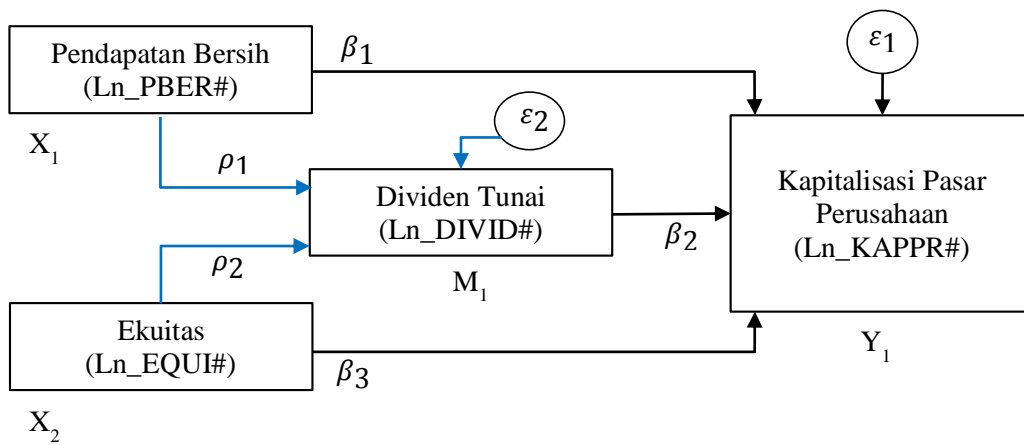 Pendapatan Bersih
(Ln_PBER#)
X₁
β₁
ε₁
ρ₁
ε₂
Dividen Tunai
(Ln_DIVID#)
M₁
β₂
Kapitalisasi Pasar
Perusahaan
(Ln_KAPPR#)
Y₁
ρ₂
Ekuitas
(Ln_EQUI#)
X₂
β₃